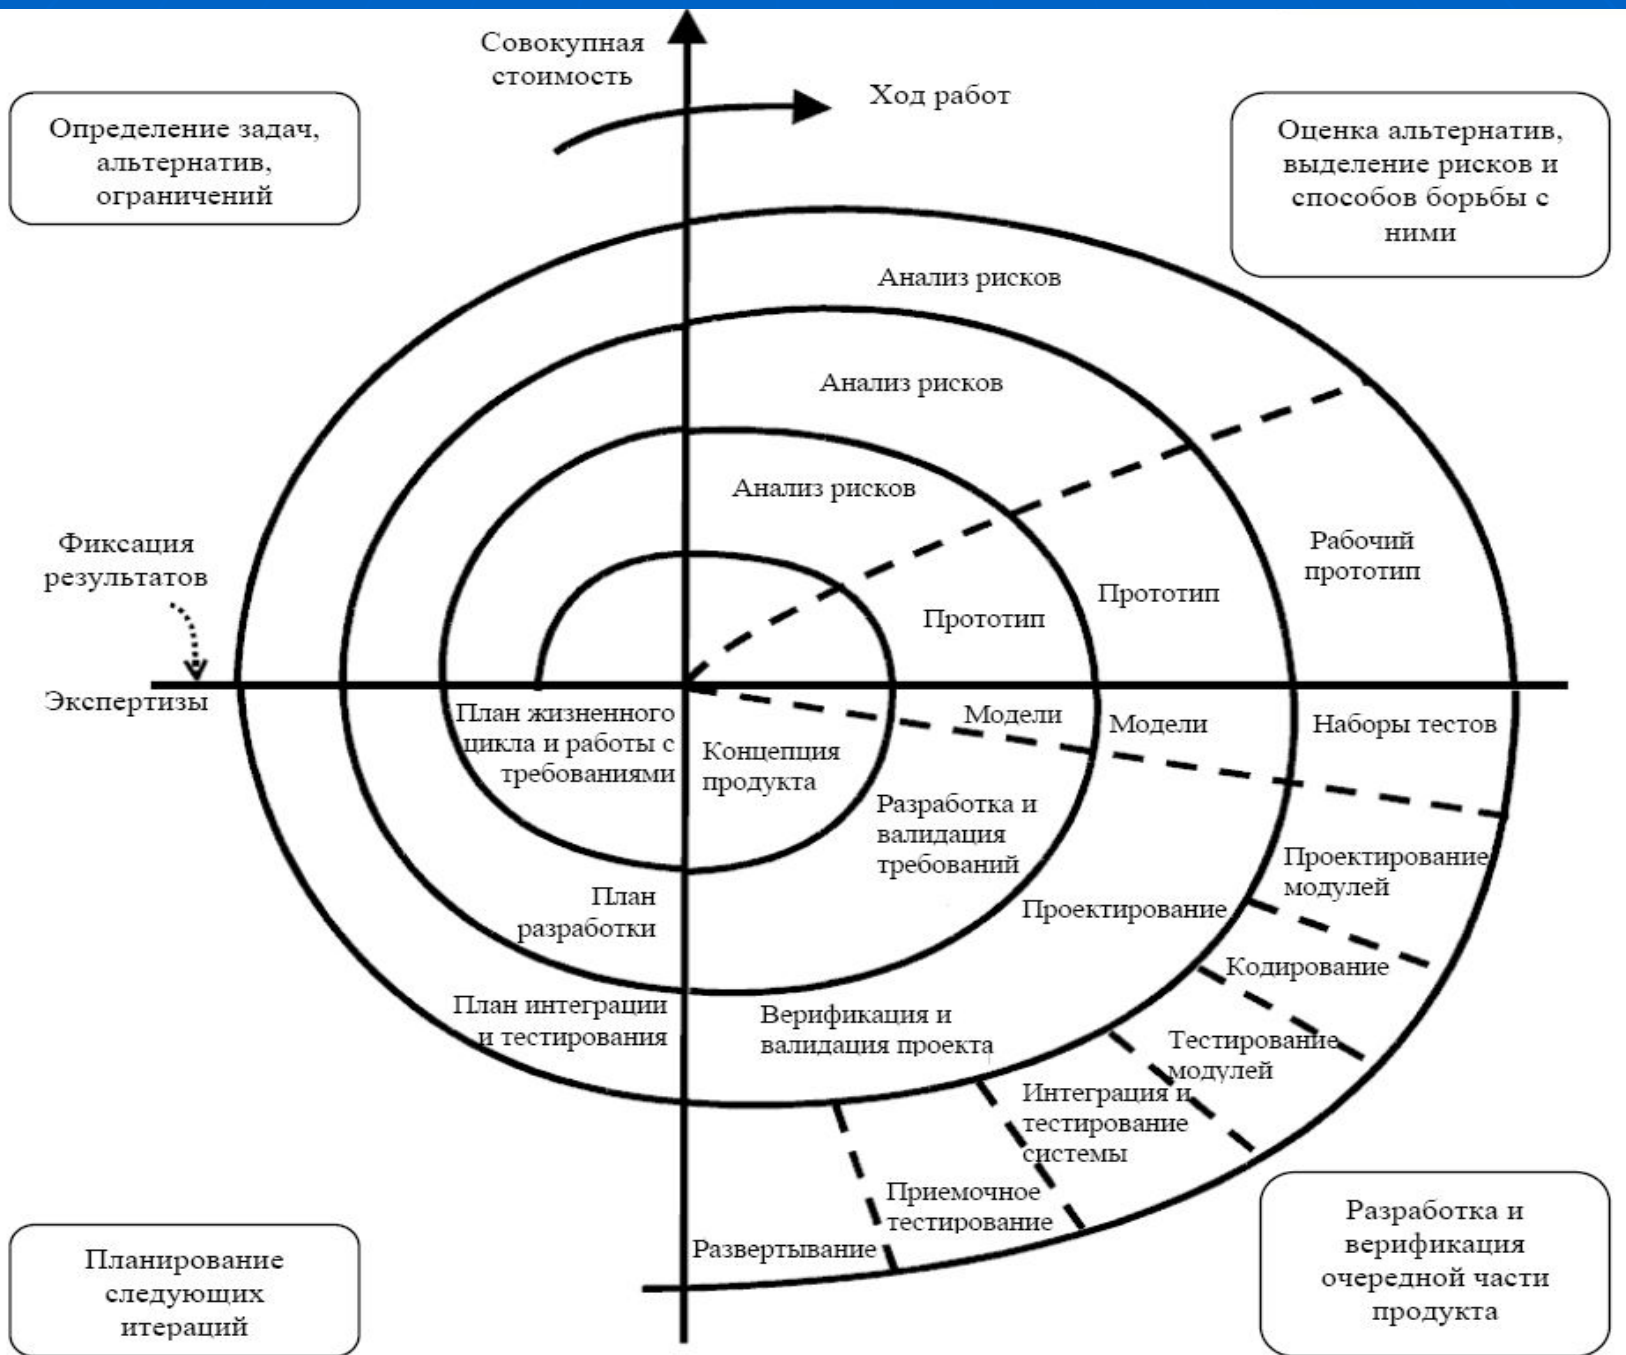 Совокупная
стоимость
Ход работ
Определение задач,
альтернатив,
ограничений
Оценка альтернатив,
выделение рисков и
способов борьбы с
ними
Анализ рисков
Анализ рисков
Анализ рисков
Фиксация
результатов
Рабочий
прототип
Прототип
Прототип
Экспертизы
План жизненного
цикла и работы с
требованиями
Концепция
продукта
Модели
Модели
Наборы тестов
Разработка и
валидация
требований
Проектирование
модулей
План
разработки
Проектирование
Кодирование
План интеграции
и тестирования
Верификация и
валидация проекта
Тестирование
модулей
Интеграция и
тестирование
системы
Приемочное
тестирование
Развертывание
Планирование
следующих
итераций
Разработка и
верификация
очередной части
продукта